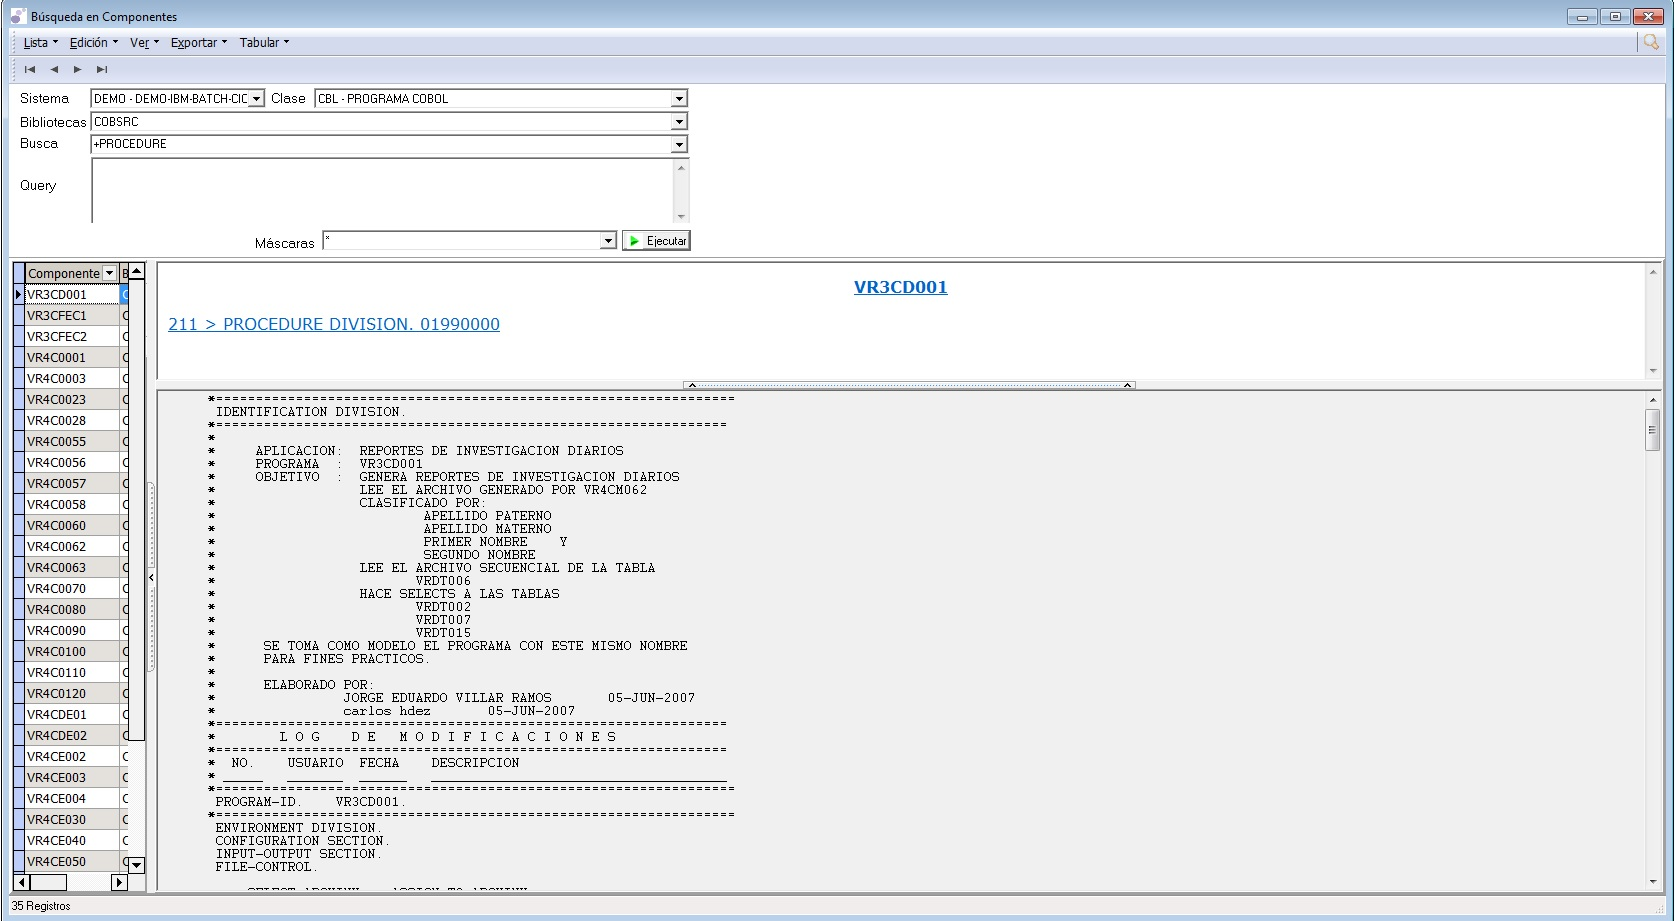 Búsqueda en Componentes
Lista Edición Ver Exportar Tabular
Sistema DEMO - DEMO-IBM-BATCH-CIC Clase CBL - PROGRAMA COBOL
Bibliotecas COBSRC
Busca +PROCEDURE
Query
Máscaras * Ejecutar
Componente B
VR3CD001
VR3CFEC1
VR3CFEC2
VR4C0001
VR4C0003
VR4C0023
VR4C0028
VR4C0055
VR4C0056
VR4C0057
VR4C0058
VR4C0060
VR4C0062
VR4C0063
VR4C0070
VR4C0080
VR4C0090
VR4C0100
VR4C0110
VR4C0120
VR4CDE01
VR4CDE02
VR4CE002
VR4CE003
VR4CE004
VR4CE030
VR4CE040
VR4CE050
VR3CD001
211 > PROCEDURE DIVISION. 01990000
*================================================================
IDENTIFICATION DIVISION.
*================================================================
*
* APLICACION: REPORTES DE INVESTIGACION DIARIOS
* PROGRAMA : VR3CD001
* OBJETIVO : GENERA REPORTES DE INVESTIGACION DIARIOS
* LEE EL ARCHIVO GENERADO POR VR4CM062
* CLASIFICADO POR:
* APELLIDO PATERNO
* APELLIDO MATERNO
* PRIMER NOMBRE Y
* SEGUNDO NOMBRE
* LEE EL ARCHIVO SECUENCIAL DE LA TABLA
* VRDT006
* HACE SELECTS A LAS TABLAS
* VRDT002
* VRDT007
* VRDT015
* SE TOMA COMO MODELO EL PROGRAMA CON ESTE MISMO NOMBRE
* PARA FINES PRACTICOS.
*
* ELABORADO POR:
* JORGE EDUARDO VILLAR RAMOS 05-JUN-2007
* carlos hdez 05-JUN-2007
*================================================================
* L O G D E M O D I F I C A C I O N E S
*================================================================
* NO. USUARIO FECHA DESCRIPCION
* _____ _______ ______ _____________________________________
*================================================================
PROGRAM-ID. VR3CD001.
*================================================================
ENVIRONMENT DIVISION.
CONFIGURATION SECTION.
INPUT-OUTPUT SECTION.
FILE-CONTROL.
35 Registros